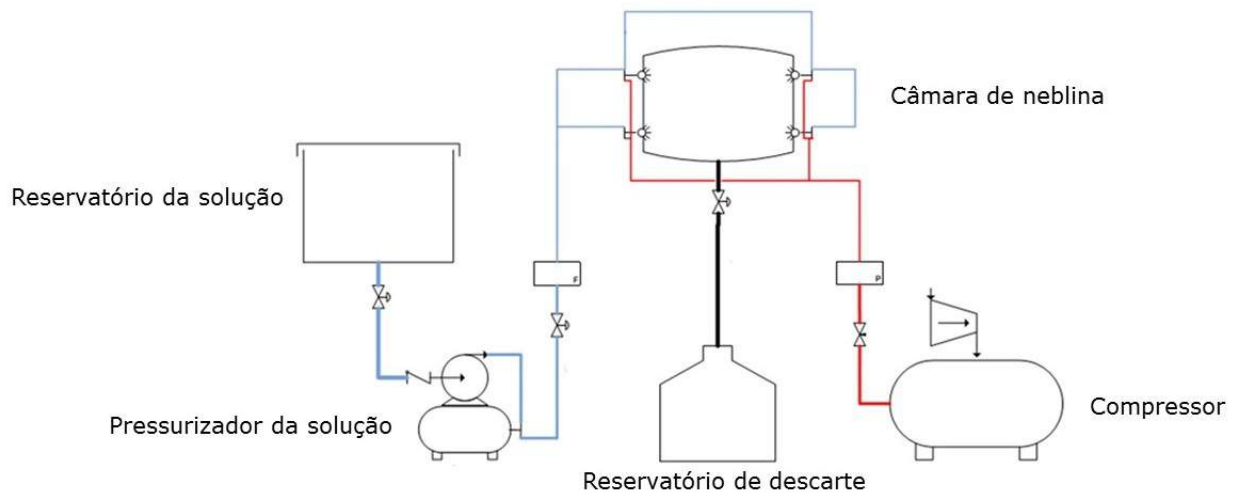 Câmara de neblina
Reservatório da solução
F
P
Pressurizador da solução
Compressor
Reservatório de descarte